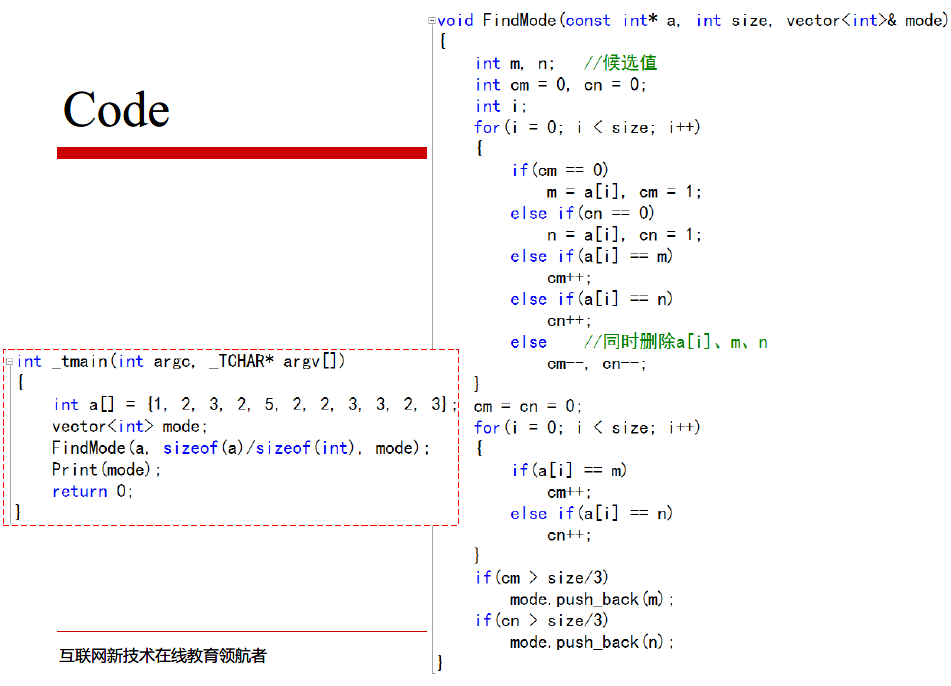 Code
int _tmain(int argc, _TCHAR* argv[])
{
int a[] = {1, 2, 3, 2, 5, 2, 2, 3, 3, 2, 3};
vector<int> mode;
FindMode(a, sizeof(a)/sizeof(int), mode);
Print(mode);
return 0;
}
互联网新技术在线教育领航者
void FindMode(const int* a, int size, vector<int>& mode)
{
int m, n;   //候选值
int cm = 0, cn = 0;
int i;
for(i = 0; i < size; i++)
{
if(cm == 0)
m = a[i], cm = 1;
else if(cn == 0)
n = a[i], cn = 1;
else if(a[i] == m)
cm++;
else if(a[i] == n)
cn++;
else    //同时删除a[i]、m、n
cm--, cn--;
}
cm = cn = 0;
for(i = 0; i < size; i++)
{
if(a[i] == m)
cm++;
else if(a[i] == n)
cn++;
}
if(cm > size/3)
mode.push_back(m);
if(cn > size/3)
mode.push_back(n);
}